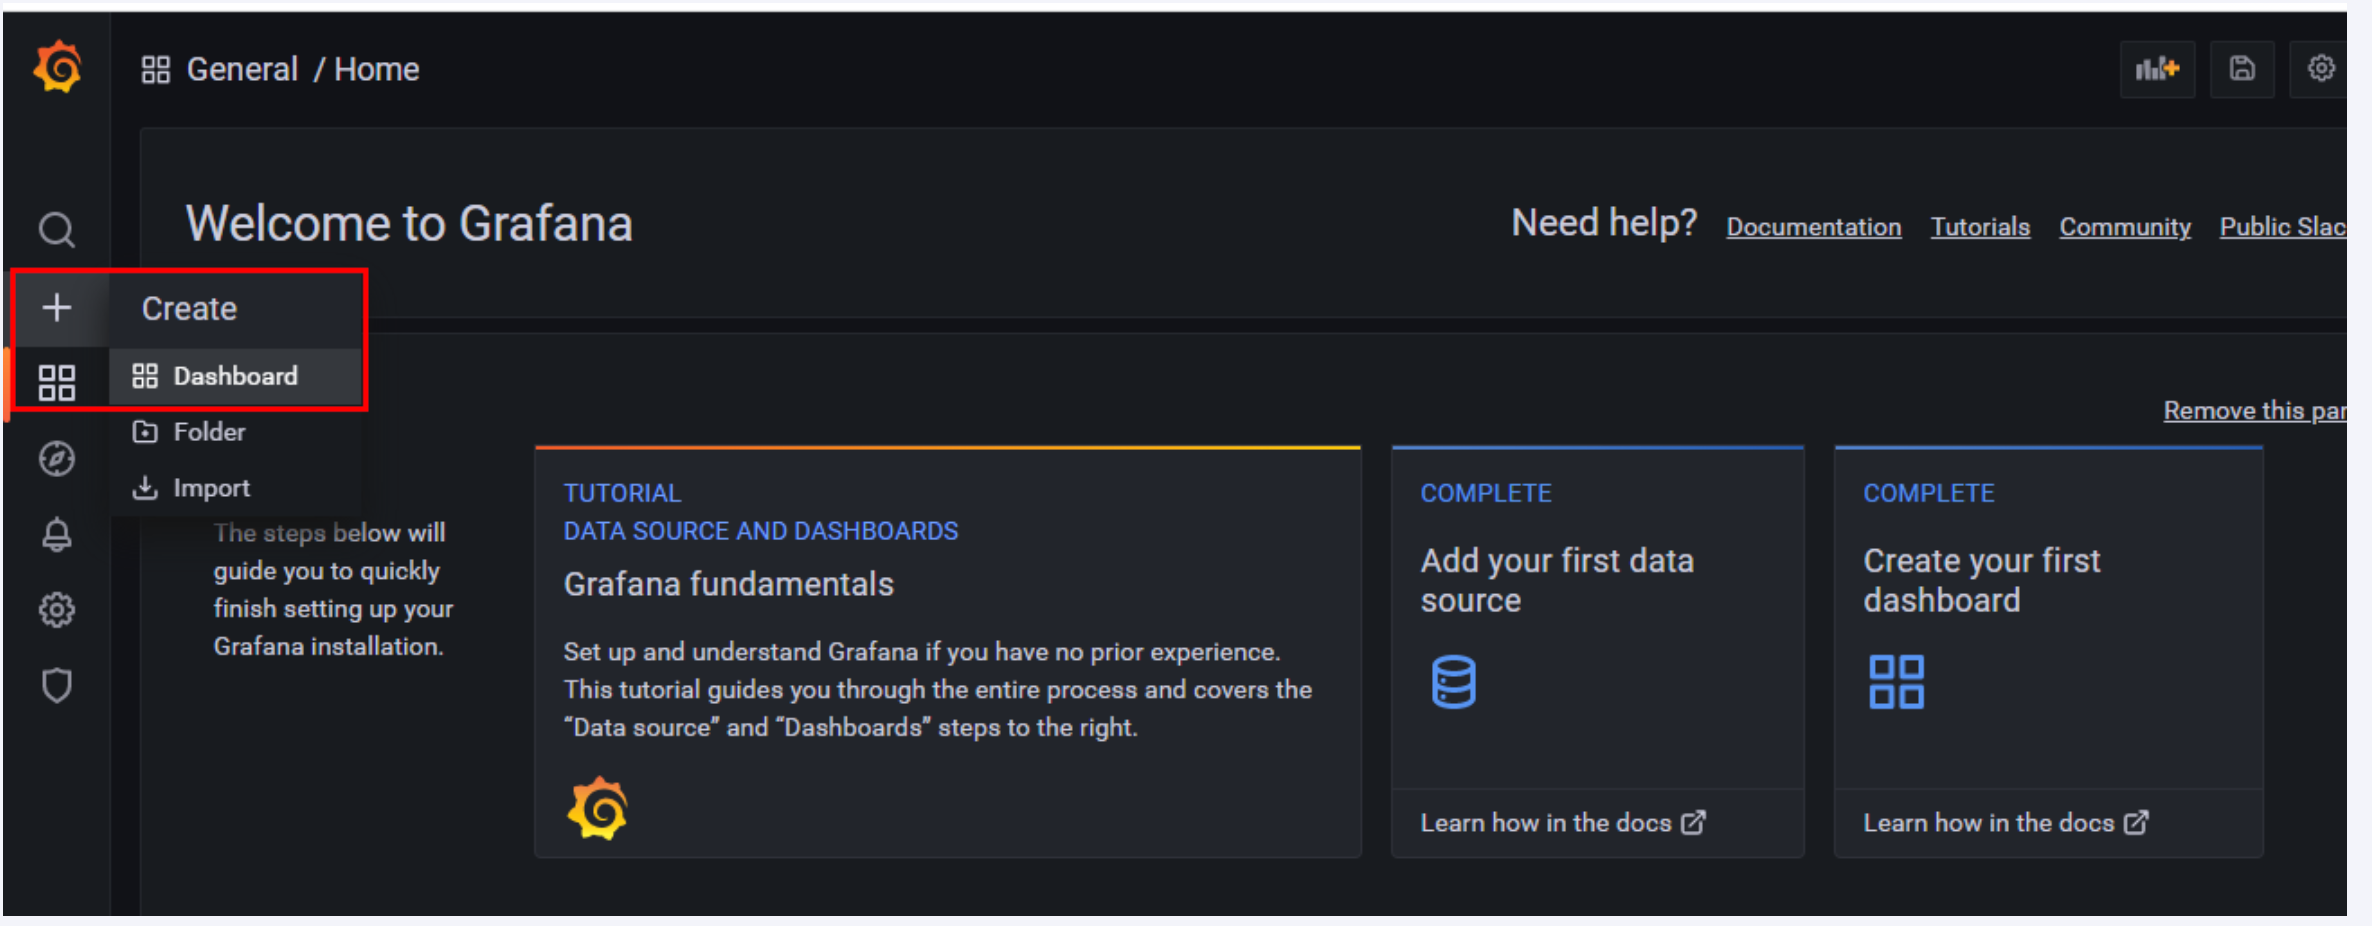 General / Home
Welcome to Grafana
Need help? Documentation Tutorials Community Public Slac
Create
Dashboard
Folder
Import
Remove this
The steps below will
guide you to quickly
finish setting up your
Grafana installation.
TUTORIAL
DATA SOURCE AND DASHBOARDS
Grafana fundamentals
Set up and understand Grafana if you have no prior experience.
This tutorial guides you through the entire process and covers the
“Data source” and “Dashboards” steps to the right.
COMPLETE
Add your first data
source
Learn how in the docs
COMPLETE
Create your first
dashboard
Learn how in the docs